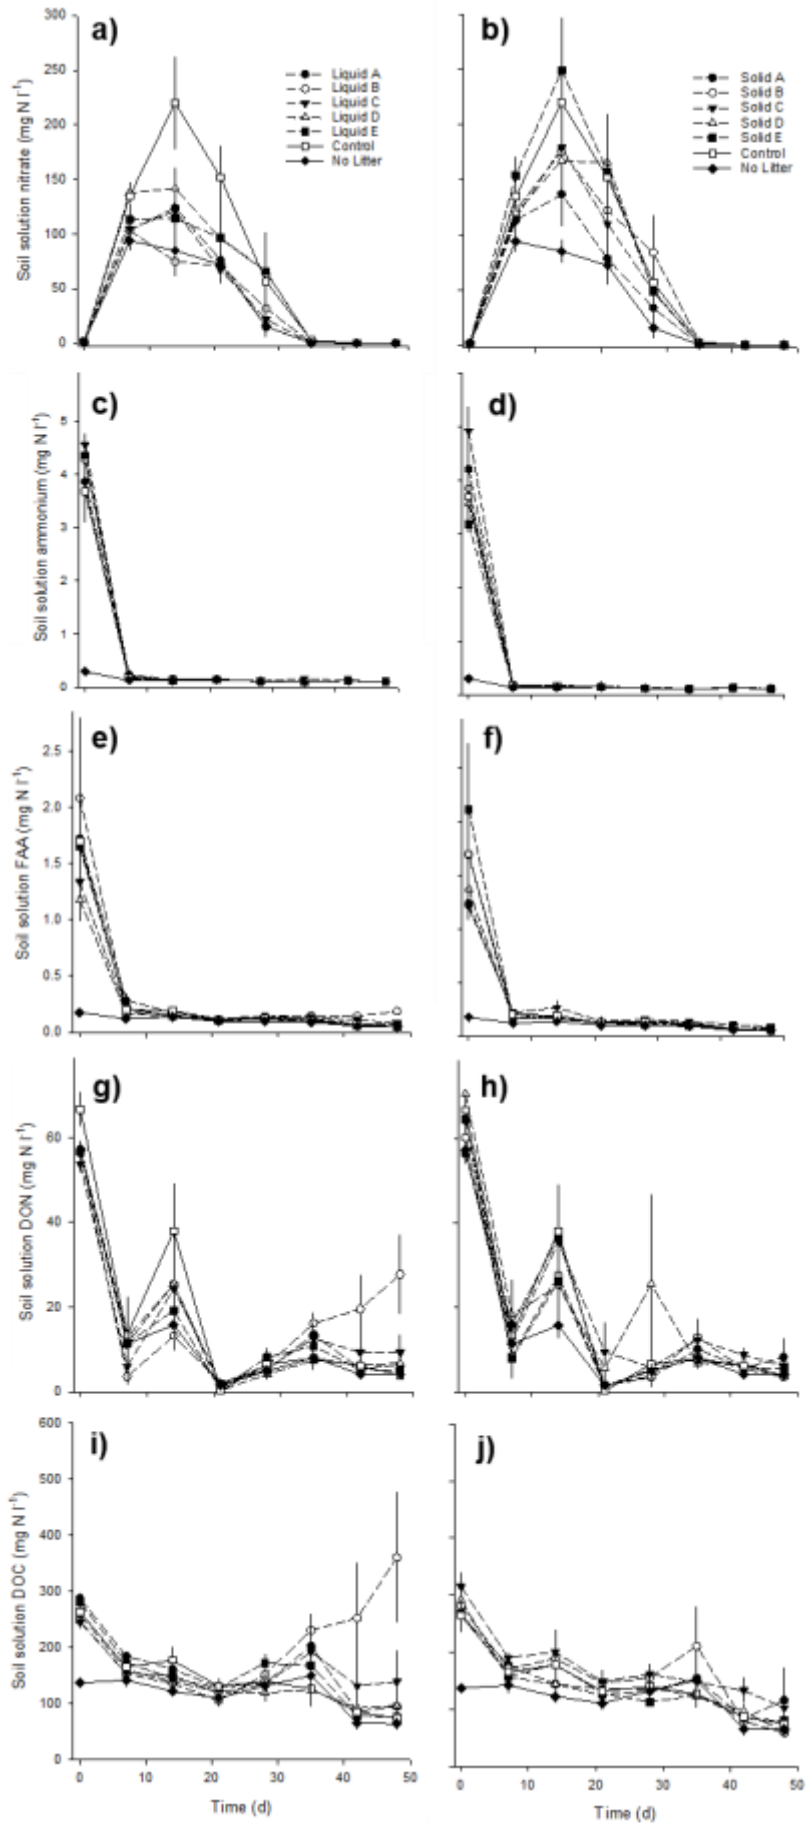 a)
300
250
200
150
100
50
0
Soil solution nitrate (mg N l⁻¹)
Liquid A
Liquid B
Liquid C
Liquid D
Liquid E
Control
No Litter
b)
Solid A
Solid B
Solid C
Solid D
Solid E
Control
No Litter
c)
5
4
3
2
1
0
Soil solution ammonium (mg N l⁻¹)
d)
e)
2.5
2.0
1.5
1.0
0.5
0.0
Soil solution FAA (mg N l⁻¹)
f)
g)
60
40
20
0
Soil solution DON (mg N l⁻¹)
h)
i)
600
500
400
300
200
100
0
Soil solution DOC (mg N l⁻¹)
0 10 20 30 40 50
Time (d)
j)
0 10 20 30 40 50
Time (d)